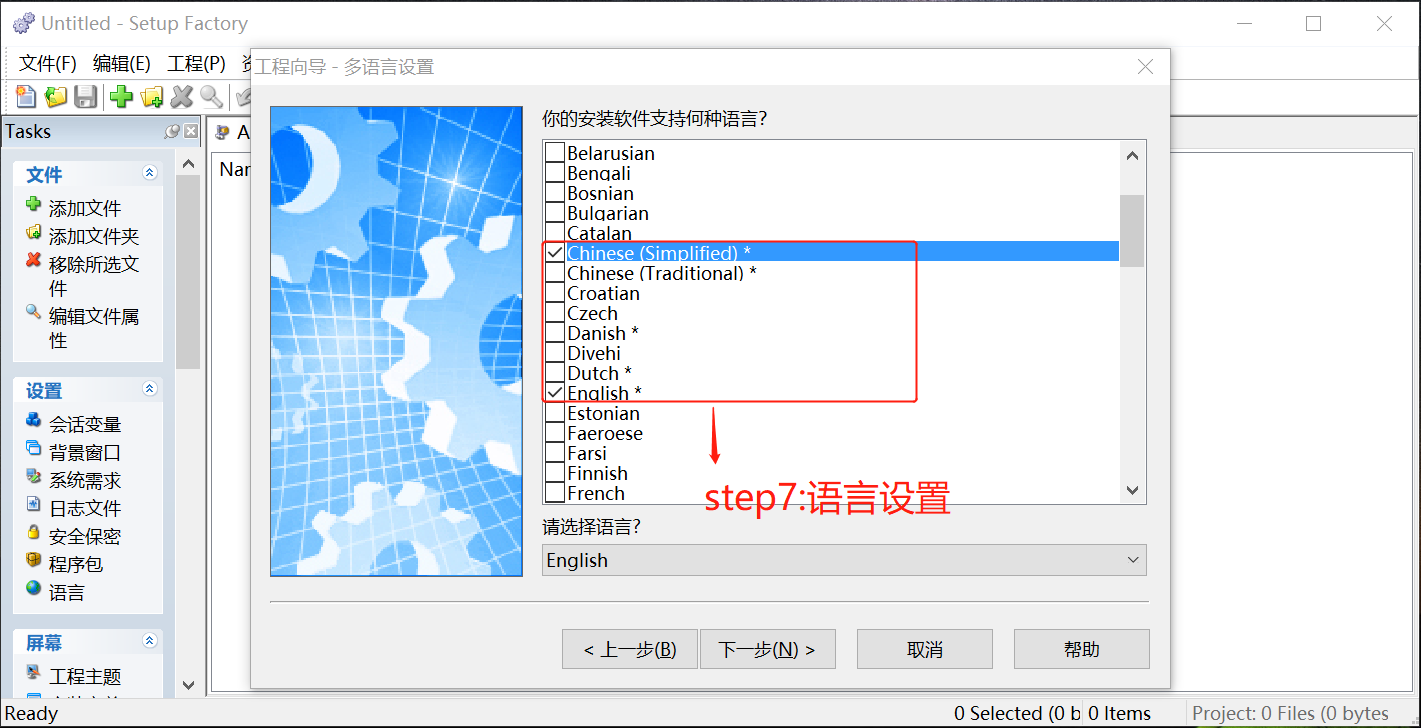 Untitled - Setup Factory
文件(F) 编辑(E) 工程(P)
工程向导 - 多语言设置
Tasks
文件
添加文件
添加文件夹
移除所选文
件
编辑文件属
性
设置
会话变量
背景窗口
系统需求
日志文件
安全保密
程序包
语言
屏幕
工程主题
你的安装软件支持何种语言?
Belarusian
Bengali
Bosnian
Bulgarian
Catalan
Chinese (Simplified) *
Chinese (Traditional) *
Croatian
Czech
Danish *
Divehi
Dutch *
English *
Estonian
Faeroese
Farsi
Finnish
French
step7:语言设置
请选择语言?
English
< 上一步(B) 下一步(N) > 取消 帮助
Ready 0 Selected (0 b 0 Items Project: 0 Files (0 bytes